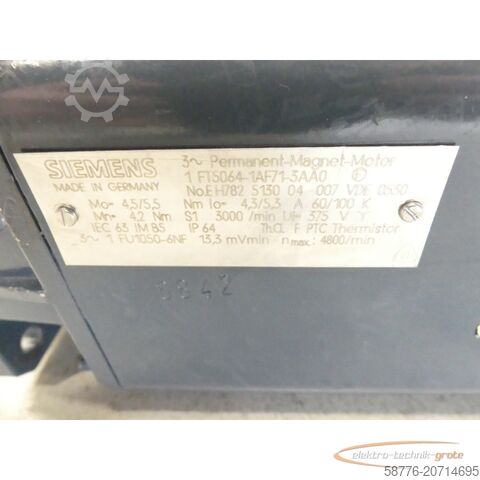 SIEMENS
3~ Permanent-Magnet-Motor
MADE IN GERMANY
1 FT5064-1AF71-3AA0
No.EH782 5130 04 007 VDE 0530
Mo= 4,5/5,5 Nm Io= 4,3/5,3 A 60/100 K
Mn= 4,2 Nm S1 3000 /min U= 375 V Y
IEC 63 IM B5 IP 64 Th.Cl. F PTC Thermistor
3~ 1 FU1050-6NF 13,3 mVmin nmax.: 4800/min
5842
elektro-technik-grote
58776-20714695